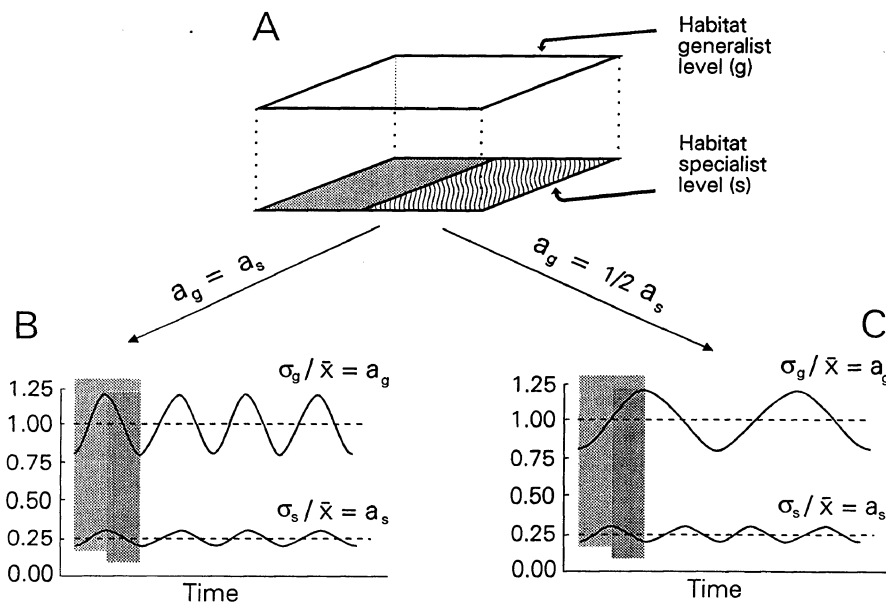 A
Habitat
generalist
level (g)
Habitat
specialist
level (s)
a_g = a_s
a_g = 1/2 a_s
B
σ_g / x̄ = a_g
1.25
1.00
0.75
0.50
σ_s / x̄ = a_s
0.25
0.00
Time
C
σ_g / x̄ = a_g
1.25
1.00
0.75
0.50
σ_s / x̄ = a_s
0.25
0.00
Time